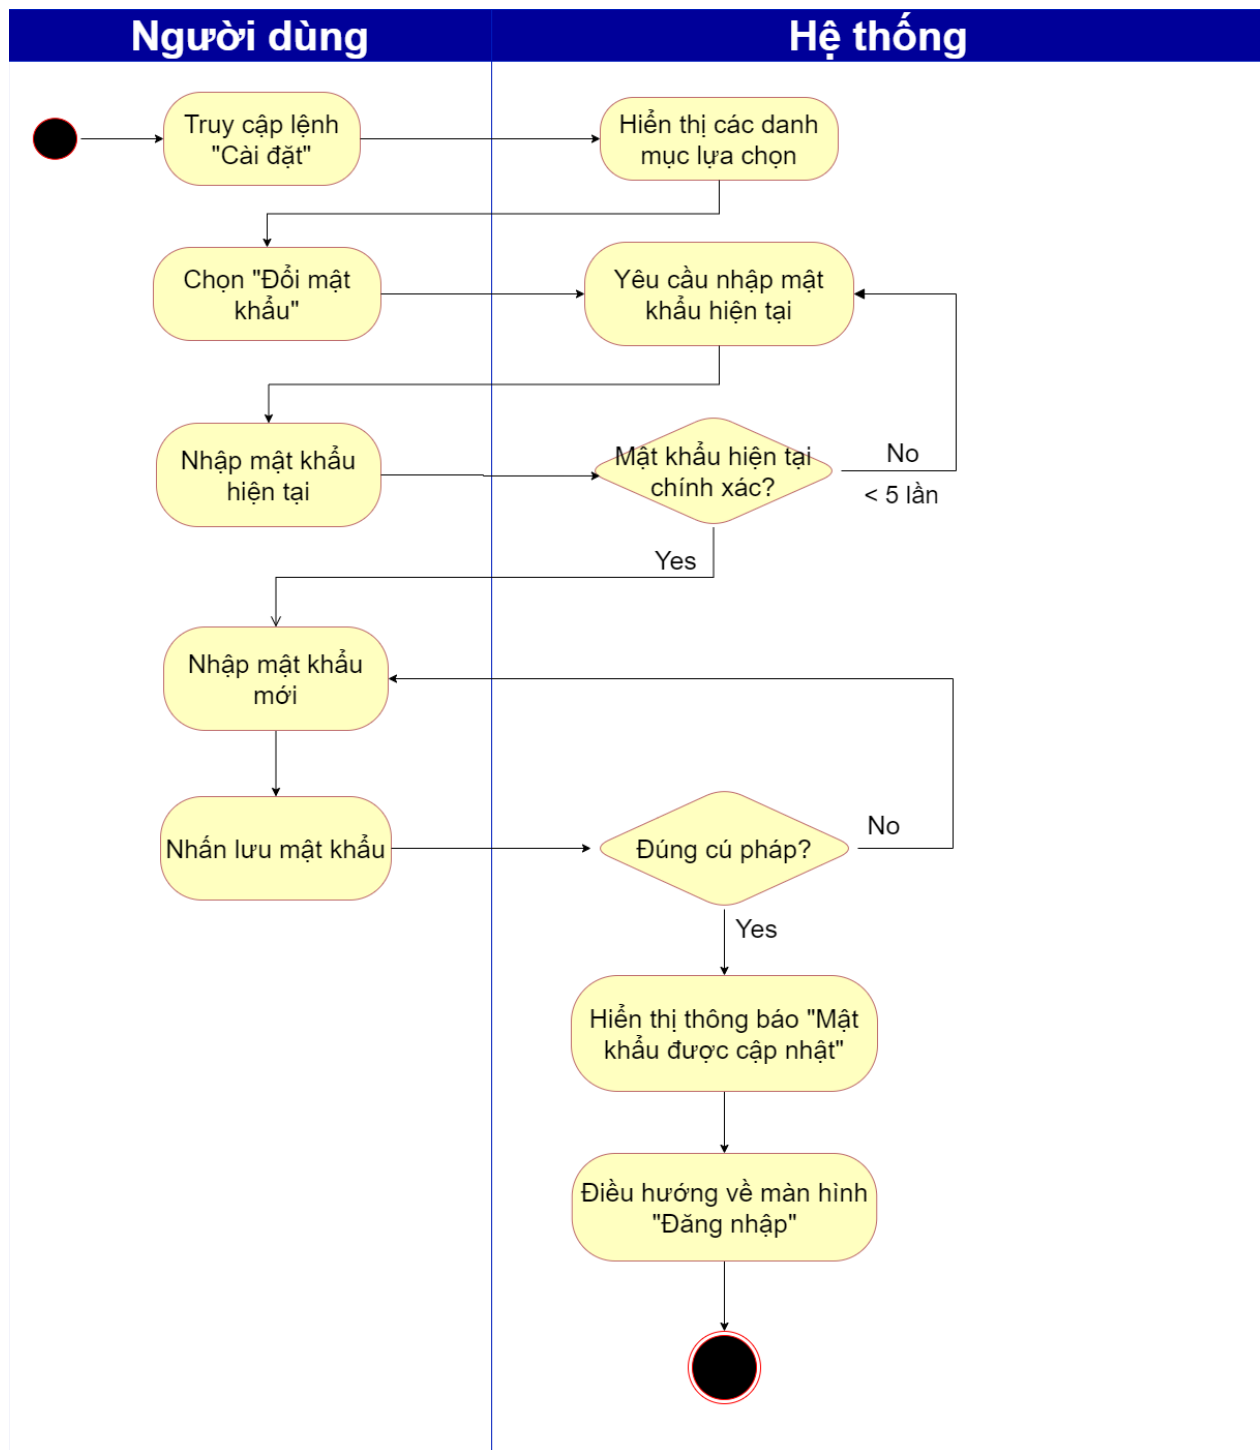 Người dùng
Hệ thống
Truy cập lệnh
"Cài đặt"
Hiển thị các danh
mục lựa chọn
Chọn "Đổi mật
khẩu"
Yêu cầu nhập mật
khẩu hiện tại
Nhập mật khẩu
hiện tại
Mật khẩu hiện tại
chính xác?
No
< 5 lần
Yes
Nhập mật khẩu
mới
Nhấn lưu mật khẩu
Đúng cú pháp?
No
Yes
Hiển thị thông báo "Mật
khẩu được cập nhật"
Điều hướng về màn hình
"Đăng nhập"